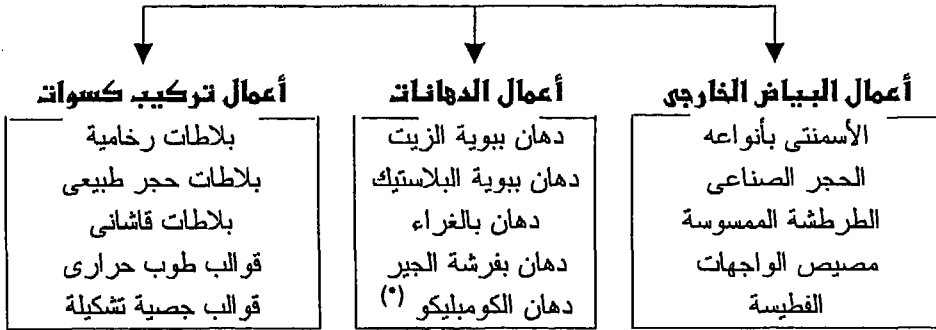 أعمال البياض الخارجى
الأسمنتى بأنواعه
الحجر الصناعى
الطرطشة الممسوسة
مصيص الواجهات
الفطيسة
أعمال الدهانات
دهان ببوية الزيت
دهان ببوية البلاستيك
دهان بالغراء
دهان بفرشة الجير
دهان الكومبليكو (*)
أعمال تركيب كسوات
بلاطات رخامية
بلاطات حجر طبيعى
بلاطات قاشانى
قوالب طوب حرارى
قوالب جصية تشكيلة